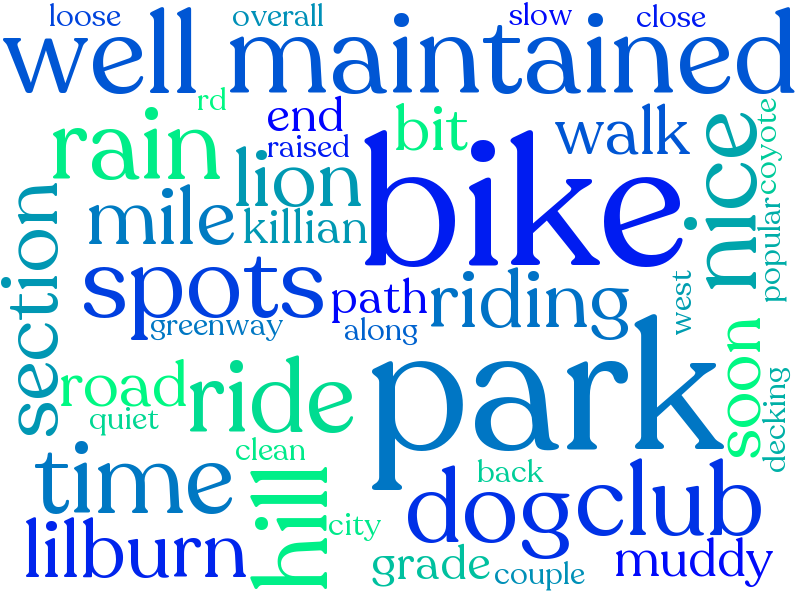 loose
overall
slow
close
well maintained
rd
end
bit
walk
rain
raised
lion
bike
nice
coyote
mile
killian
section
spots
path
riding
popular
greenway
along
west
road
ride
park
soon
quiet
decking
clean
time
hill
back
dog
club
city
lilburn
grade
couple
muddy